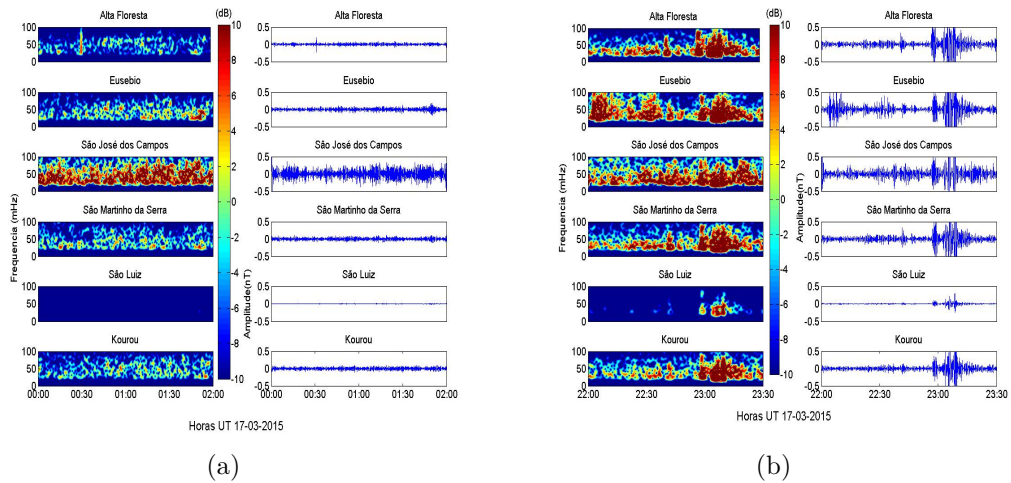 Alta Floresta
(dB)
Alta Floresta
100
50
0
10
0.5
0
-0.5
Eusebio
Eusebio
100
50
0
8
6
0.5
0
-0.5
São José dos Campos
São José dos Campos
100
50
0
4
2
0.5
0
-0.5
São Martinho da Serra
São Martinho da Serra
100
50
0
0
-2
0.5
0
-0.5
São Luiz
São Luiz
100
50
0
-4
-6
0.5
0
-0.5
Kourou
Kourou
100
50
0
-8
-10
0.5
0
-0.5
00:00 00:30 01:00 01:30 02:00
00:00 00:30 01:00 01:30 02:00
Frequencia (mHz)
Amplitude(nT)
Horas UT 17-03-2015
(a)
Alta Floresta
(dB)
Alta Floresta
100
50
0
10
0.5
0
-0.5
Eusebio
Eusebio
100
50
0
8
6
0.5
0
-0.5
São José dos Campos
São José dos Campos
100
50
0
4
2
0.5
0
-0.5
São Martinho da Serra
São Martinho da Serra
100
50
0
0
-2
0.5
0
-0.5
São Luiz
São Luiz
100
50
0
-4
-6
0.5
0
-0.5
Kourou
Kourou
100
50
0
-8
-10
0.5
0
-0.5
22:00 22:30 23:00 23:30
22:00 22:30 23:00 23:30
Frequencia (mHz)
Amplitude(nT)
Horas UT 17-03-2015
(b)